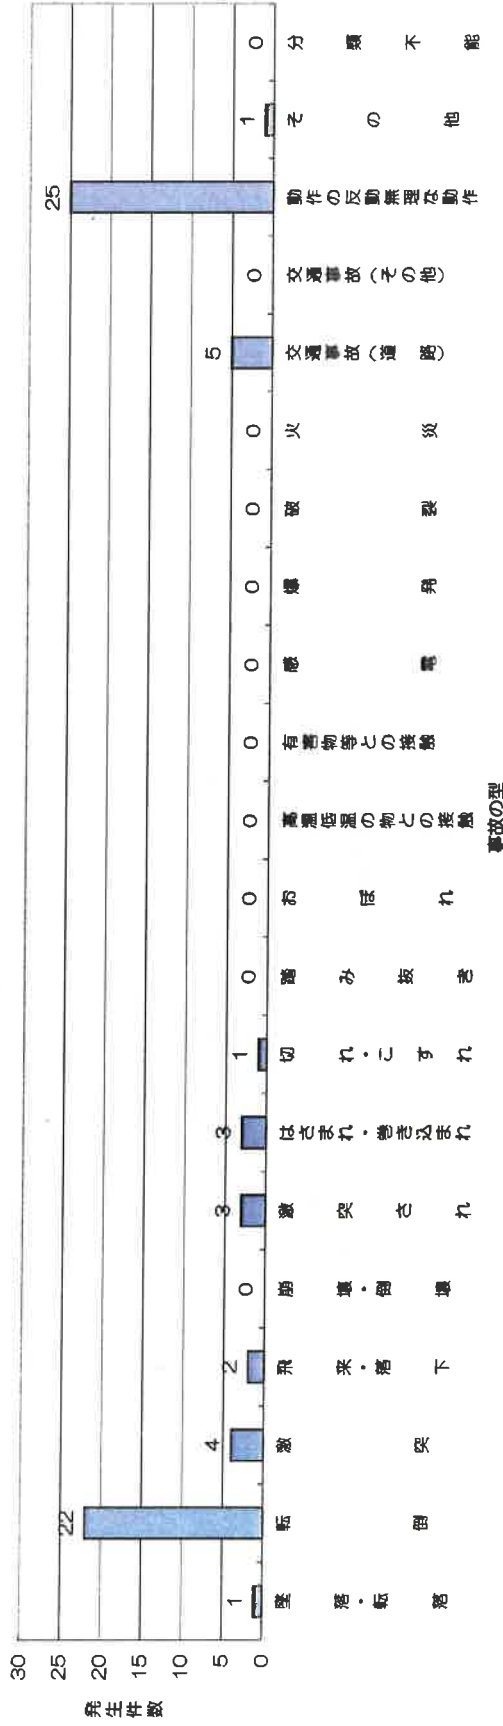 発生件数
30
25
20
15
10
5
0
1
22
4
2
0
3
3
1
0
0
0
0
0
0
0
0
5
0
25
1
0
墜落・転落
転倒
激突
飛来・落下
崩壊・倒壊
激突され
はさまれ・巻き込まれ
切れ・こすれ
踏み抜き
おぼれ
高温低温の物との接触
有害物等との接触
感電
爆発
破裂
火災
交通事故(道路)
交通事故(その他)
動作の反動無理な動作
その他
分類不能
事故の型